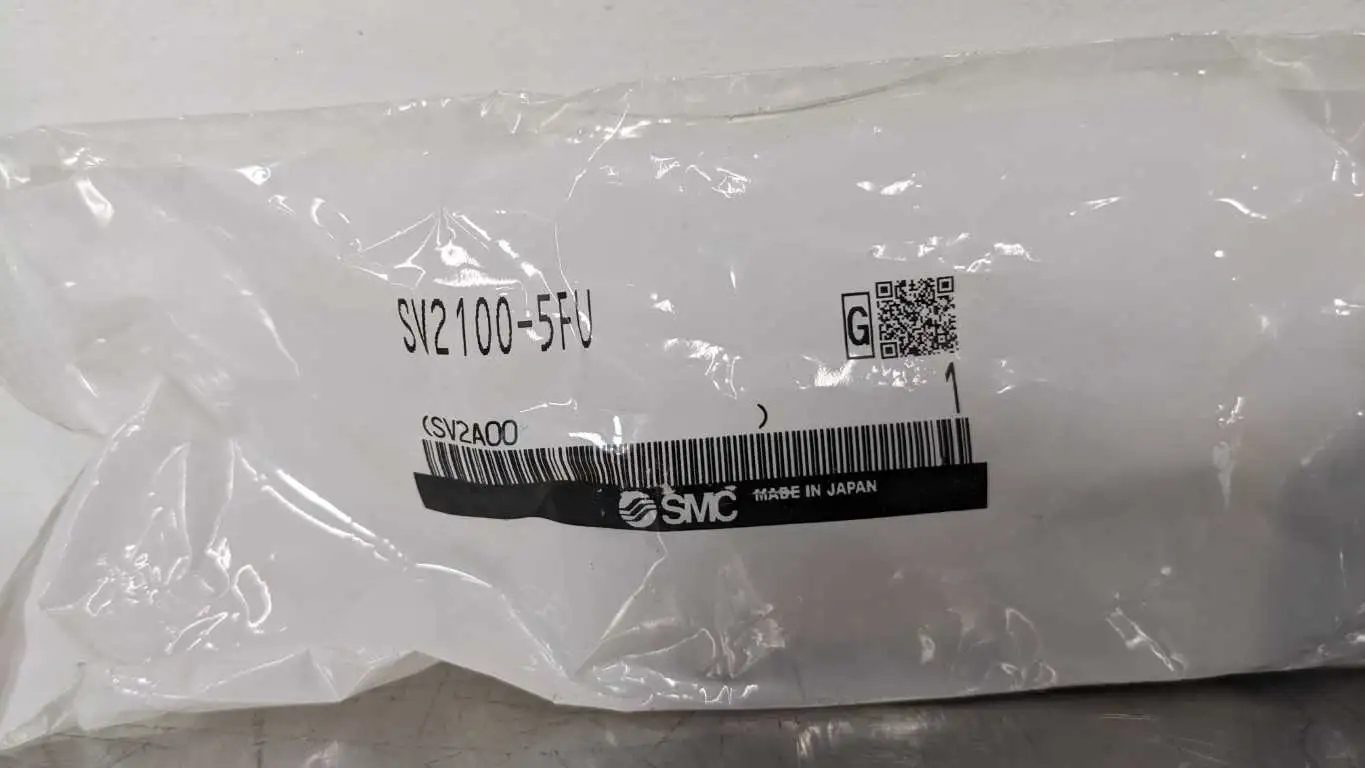 SV2100-5FU
G
1
(SV2A00 )
SMC MADE IN JAPAN